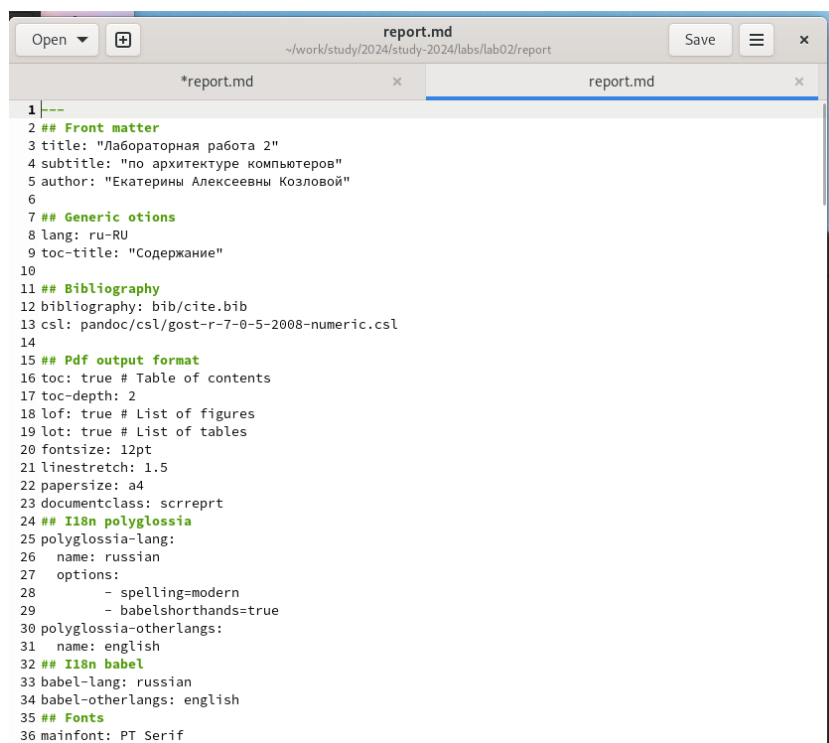 Open
report.md
~/work/study/2024/study-2024/labs/lab02/report
Save
*report.md
report.md
1 ---
2 ## Front matter
3 title: "Лабораторная работа 2"
4 subtitle: "по архитектуре компьютеров"
5 author: "Екатерины Алексеевны Козловой"
6
7 ## Generic otions
8 lang: ru-RU
9 toc-title: "Содержание"
10
11 ## Bibliography
12 bibliography: bib/cite.bib
13 csl: pandoc/csl/gost-r-7-0-5-2008-numeric.csl
14
15 ## Pdf output format
16 toc: true # Table of contents
17 toc-depth: 2
18 lof: true # List of figures
19 lot: true # List of tables
20 fontsize: 12pt
21 linestretch: 1.5
22 papersize: a4
23 documentclass: scrreprt
24 ## I18n polyglossia
25 polyglossia-lang:
26   name: russian
27   options:
28         - spelling=modern
29         - babelshorthands=true
30 polyglossia-otherlangs:
31   name: english
32 ## I18n babel
33 babel-lang: russian
34 babel-otherlangs: english
35 ## Fonts
36 mainfont: PT Serif